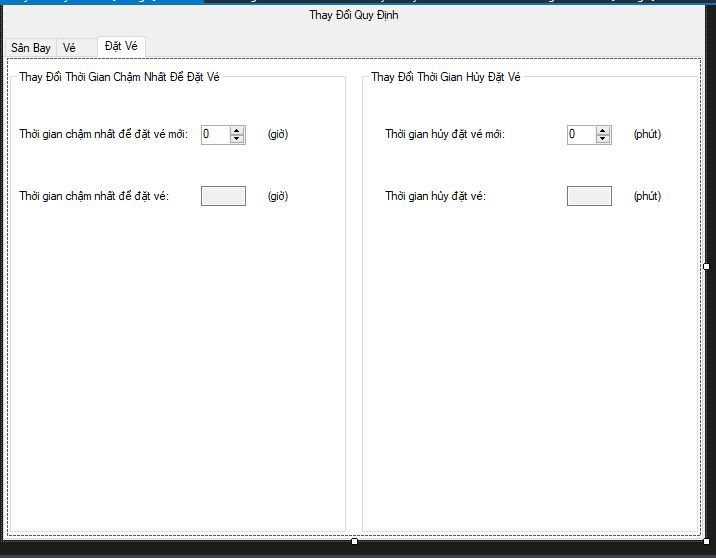 Thay Đổi Quy Định
Sân Bay Vé Đặt Vé
Thay Đổi Thời Gian Chậm Nhất Để Đặt Vé
Thời gian chậm nhất để đặt vé mới: 0 (giờ)
Thời gian chậm nhất để đặt vé: (giờ)
Thay Đổi Thời Gian Hủy Đặt Vé
Thời gian hủy đặt vé mới: 0 (phút)
Thời gian hủy đặt vé: (phút)